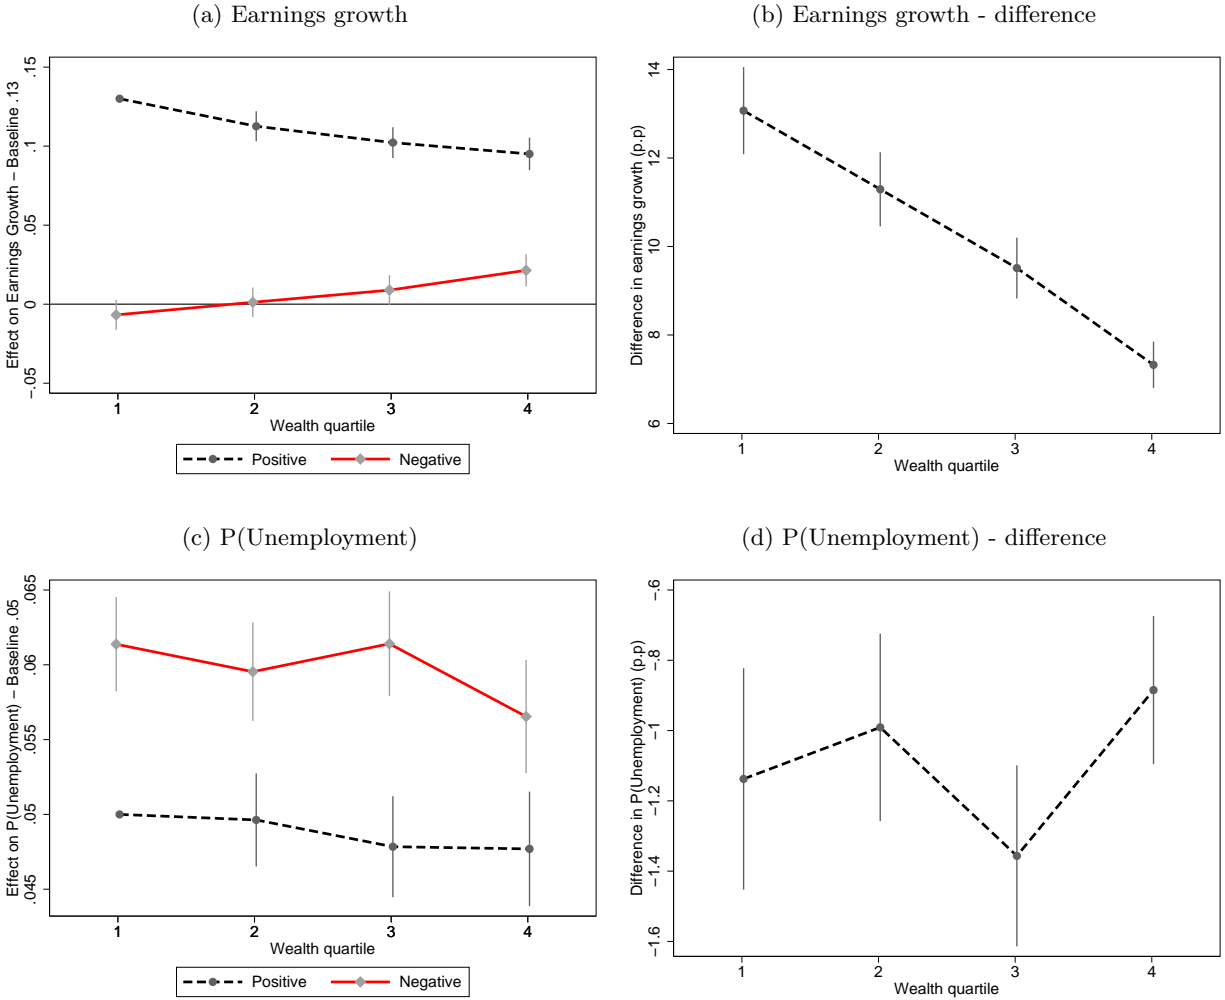 (a) Earnings growth
Effect on Earnings Growth − Baseline .13
.15
.1
.05
0
−.05
1 2 3 4
Wealth quartile
Positive Negative
(b) Earnings growth - difference
Difference in earnings growth (p.p)
14
12
10
8
6
1 2 3 4
Wealth quartile
(c) P(Unemployment)
Effect on P(Unemployment) − Baseline .05
.065
.06
.055
.05
.045
1 2 3 4
Wealth quartile
Positive Negative
(d) P(Unemployment) - difference
Difference in P(Unemployment) (p.p)
−.6
−.8
−1
−1.2
−1.4
−1.6
1 2 3 4
Wealth quartile